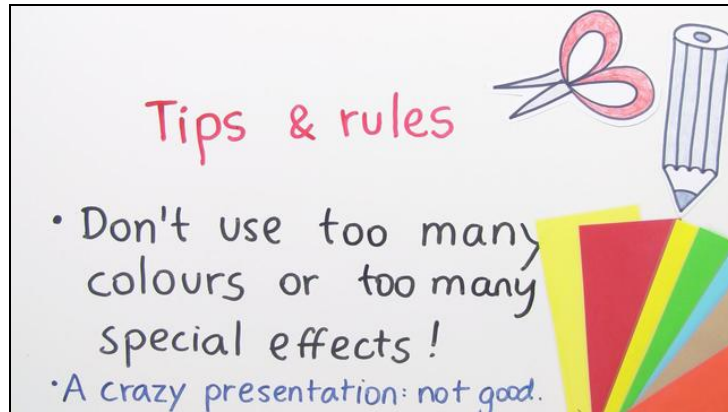 Tips & rules
• Don't use too many
colours or too many
special effects !
• A crazy presentation: not good.